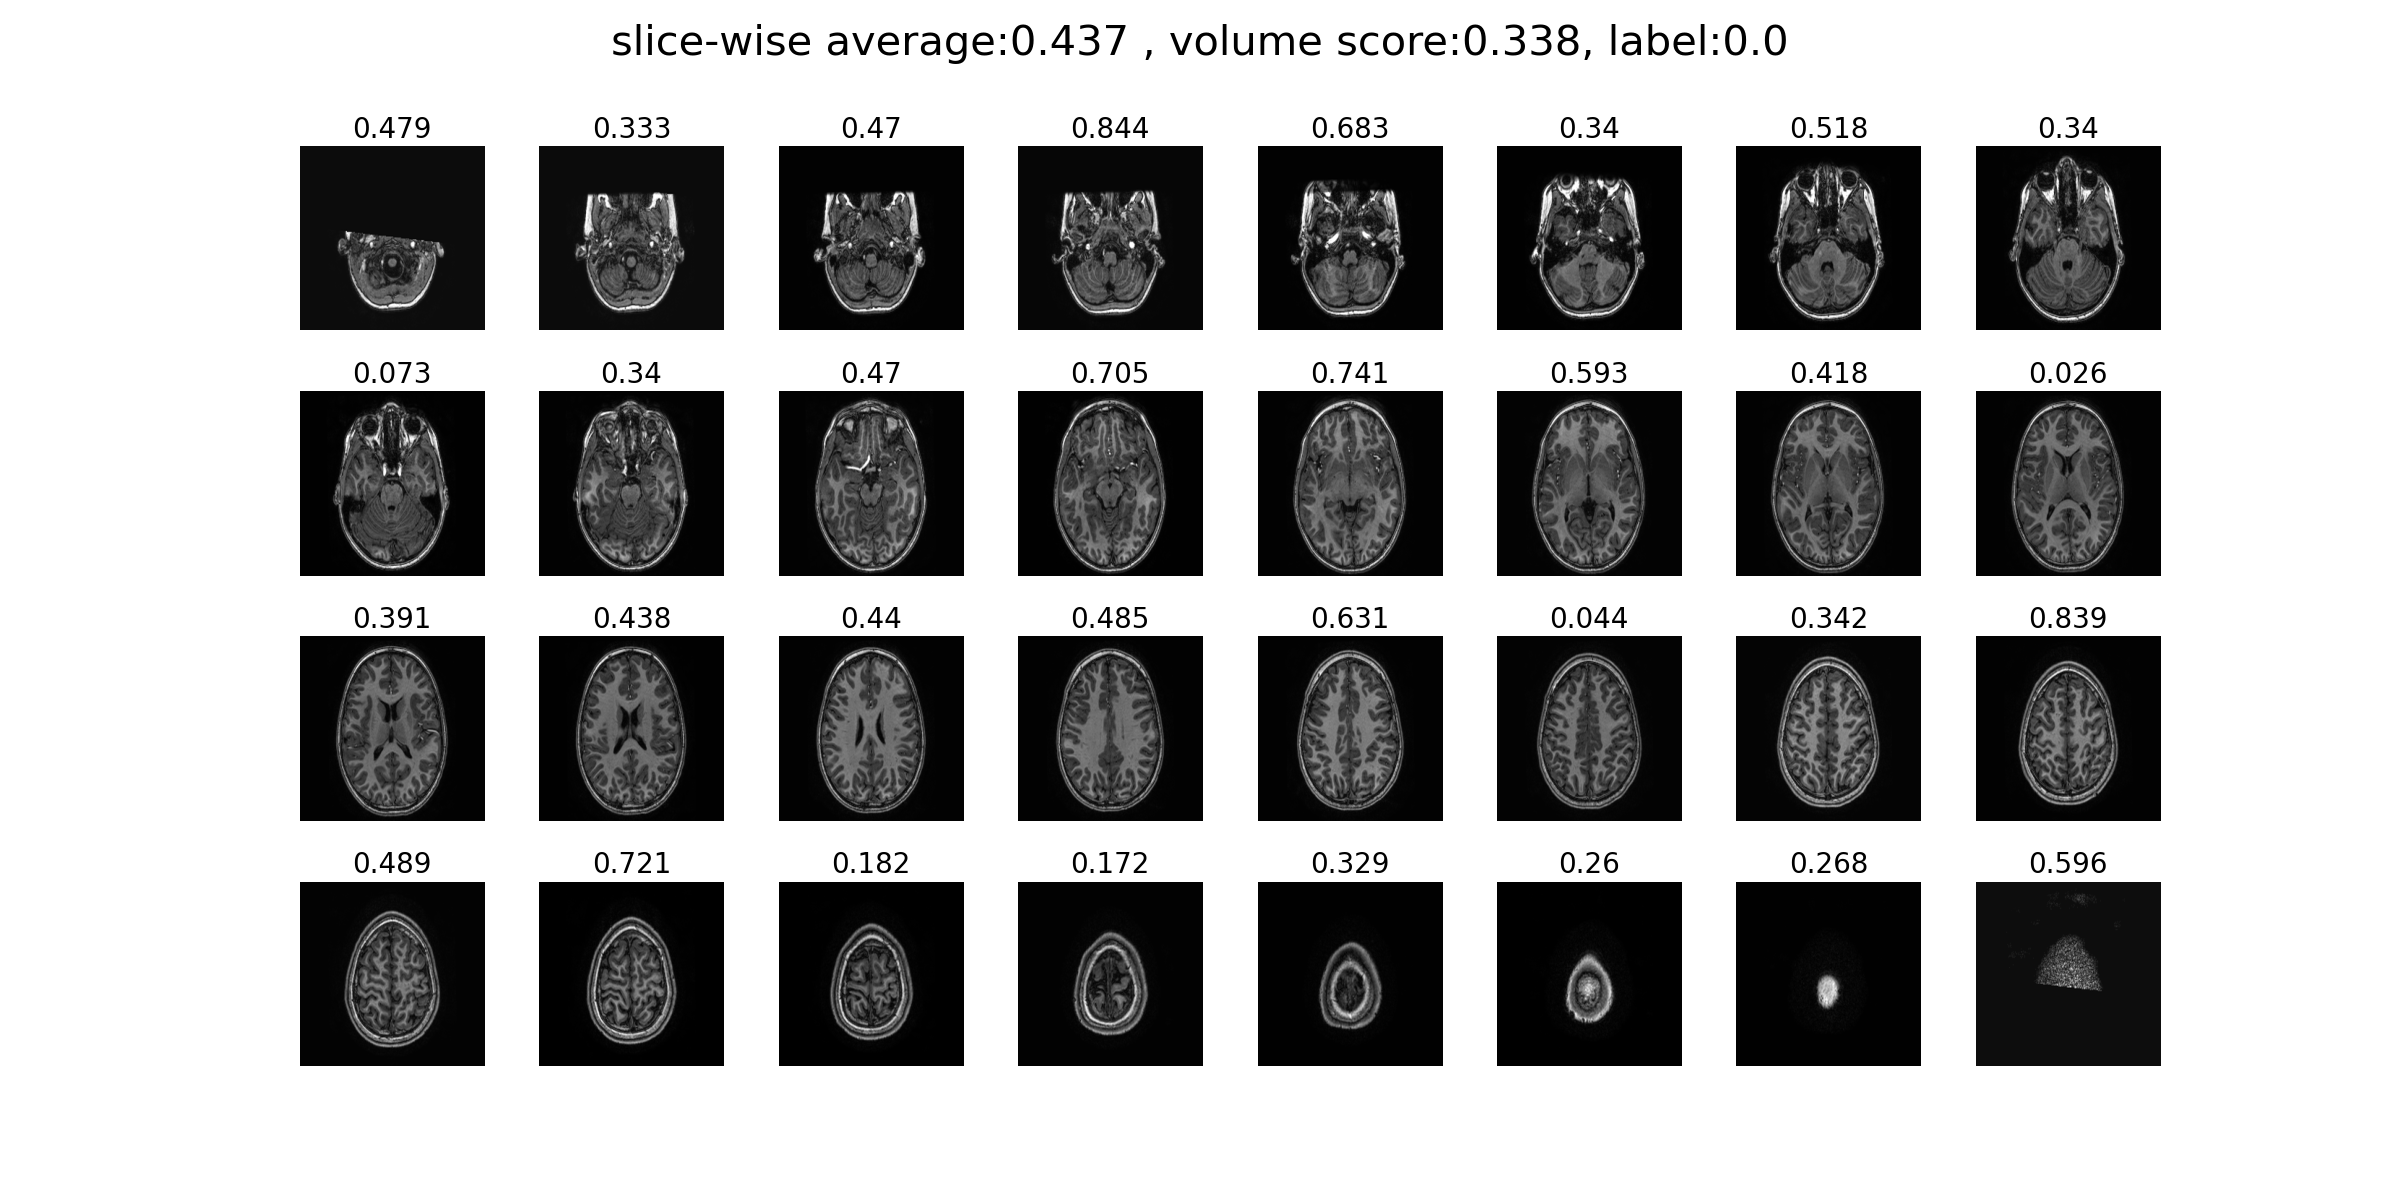 slice-wise average:0.437 , volume score:0.338, label:0.0
0.479 0.333 0.47 0.844 0.683 0.34 0.518 0.34
0.073 0.34 0.47 0.705 0.741 0.593 0.418 0.026
0.391 0.438 0.44 0.485 0.631 0.044 0.342 0.839
0.489 0.721 0.182 0.172 0.329 0.26 0.268 0.596